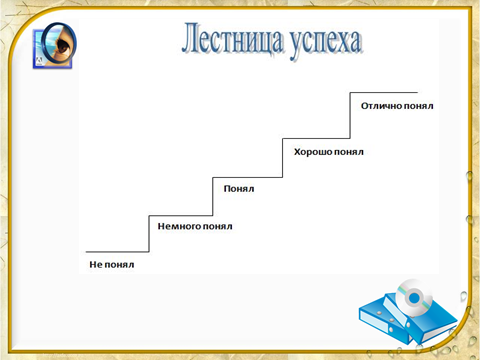 Лестница успеха
Отлично понял
Хорошо понял
Понял
Немного понял
Не понял